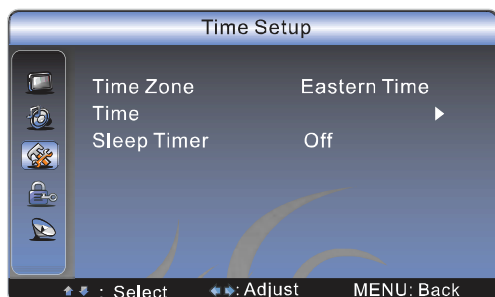 Time Setup
Time Zone Eastern Time
Time
Sleep Timer Off
: Select : Adjust MENU: Back